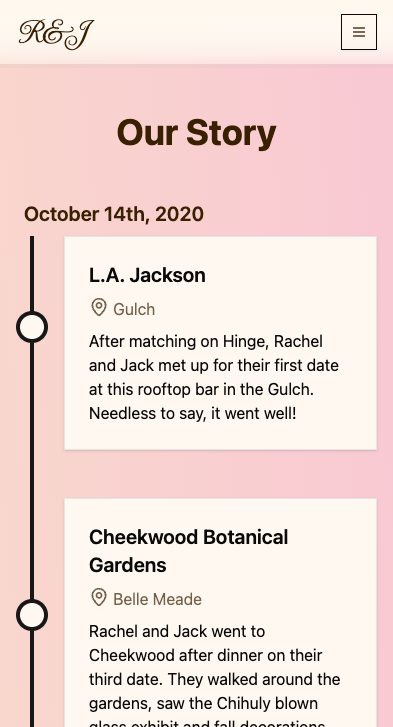 R&J
Our Story
October 14th, 2020
L.A. Jackson
Gulch
After matching on Hinge, Rachel
and Jack met up for their first date
at this rooftop bar in the Gulch.
Needless to say, it went well!
Cheekwood Botanical
Gardens
Belle Meade
Rachel and Jack went to
Cheekwood after dinner on their
third date. They walked around the
gardens, saw the Chihuly blown
glass exhibit and fall decorations